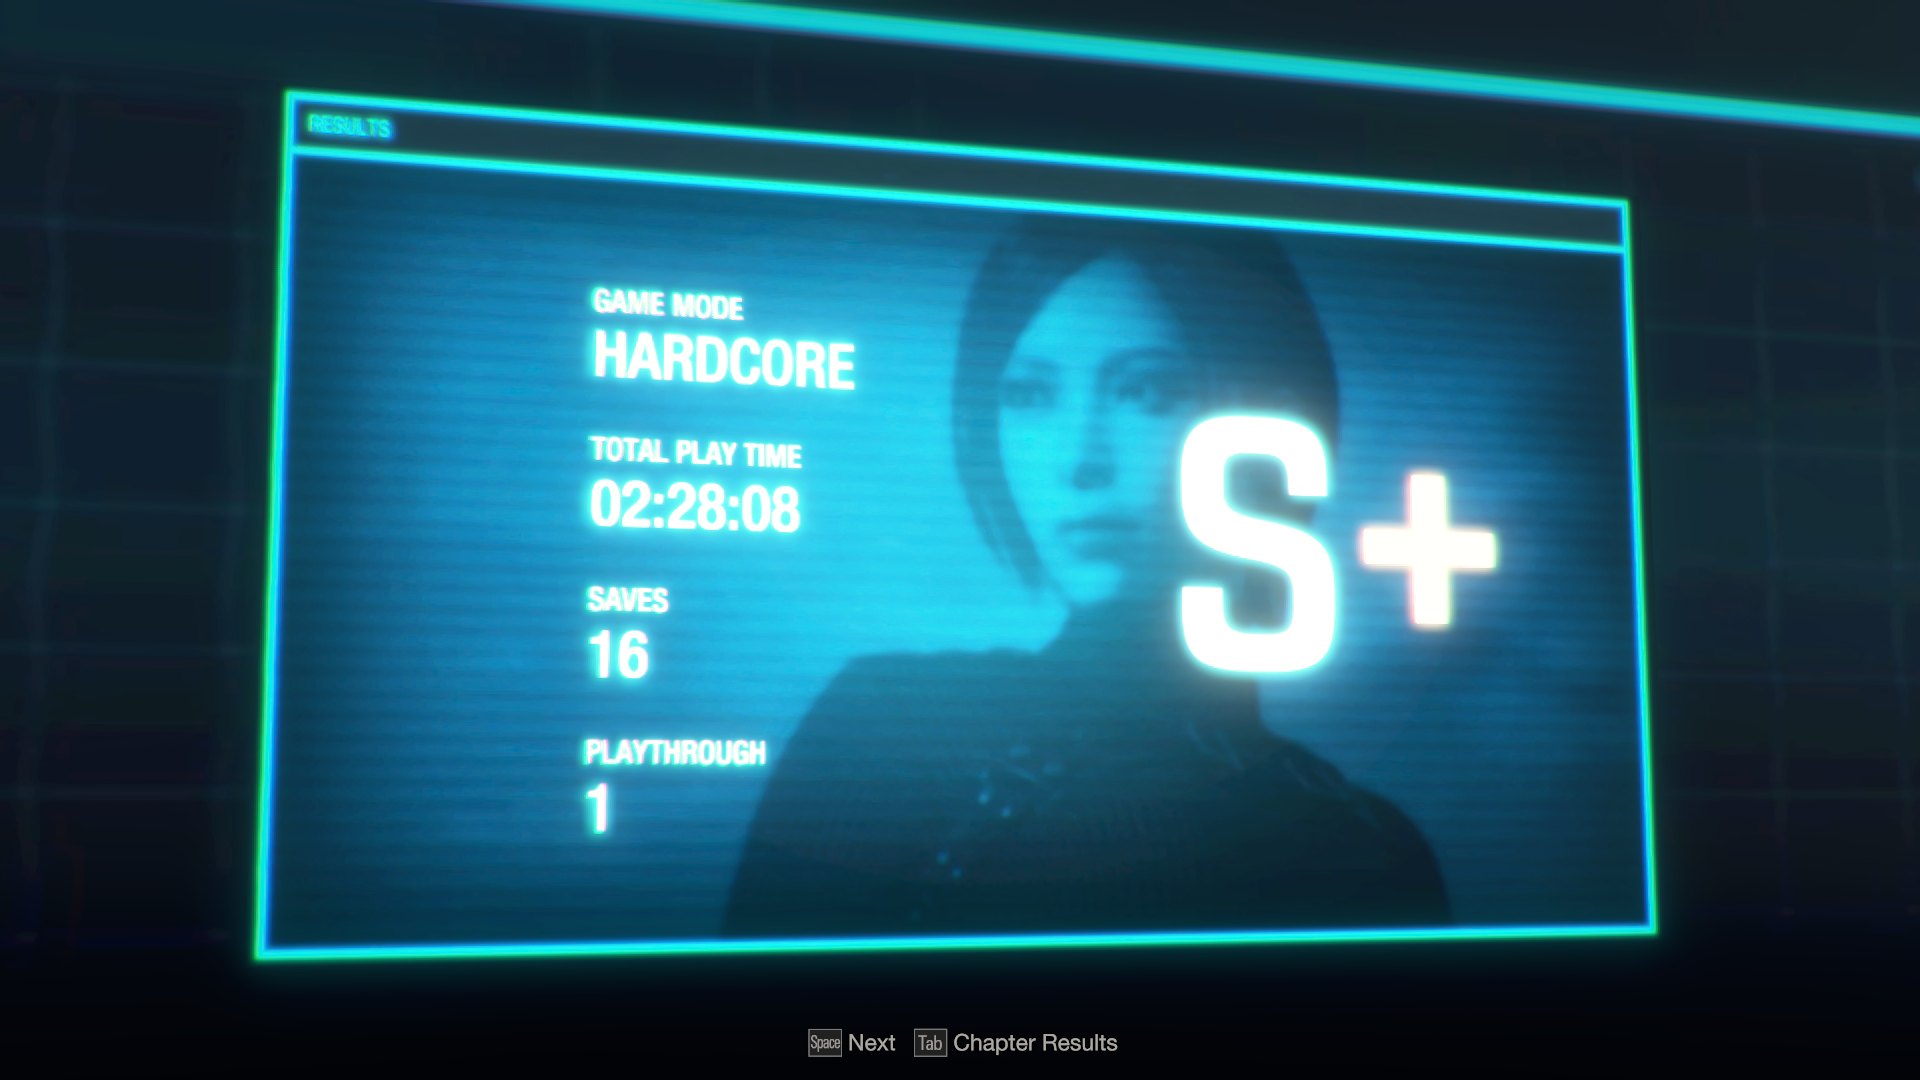 RESULTS
GAME MODE
HARDCORE
TOTAL PLAY TIME
02:28:08
SAVES
16
PLAYTHROUGH
1
S+
Space Next Tab Chapter Results